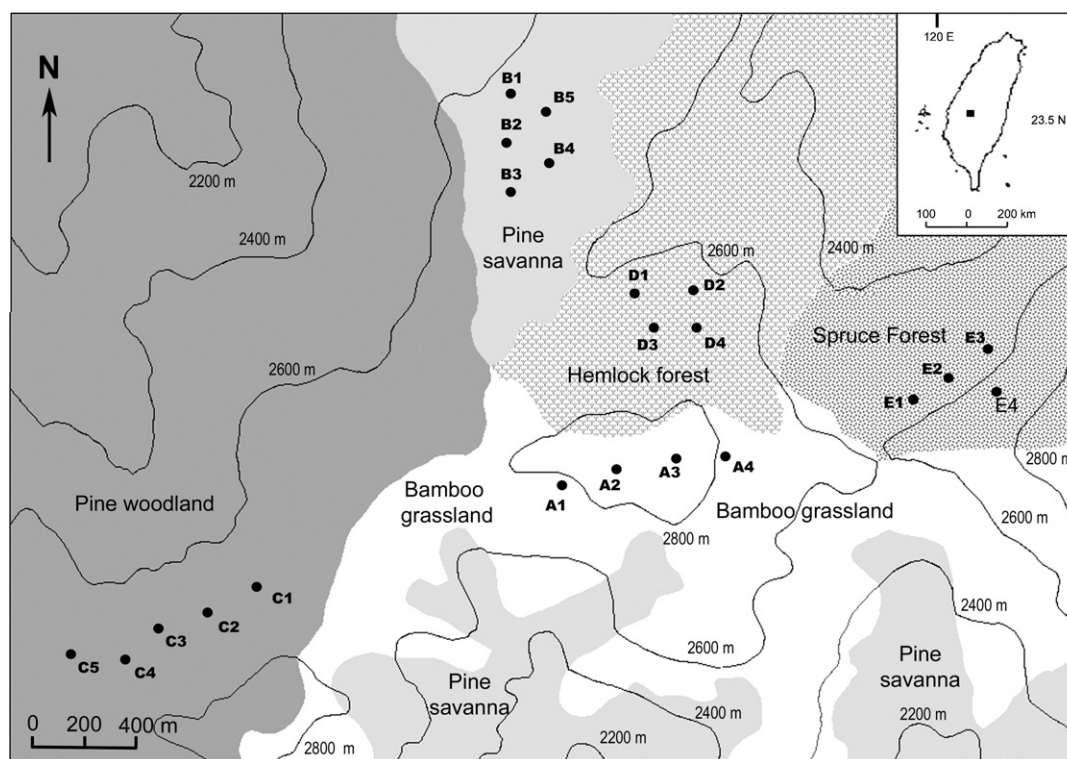 N
120 E
23.5 N
100 0 200 km
B1
B5
B2
B4
B3
2200 m
2400 m
Pine
savanna
2600 m
2400 m
D1
D2
D3
D4
Hemlock forest
Spruce Forest
E3
E2
E1
E4
2600 m
2800 m
A3
A4
A2
A1
Pine woodland
Bamboo
grassland
Bamboo grassland
2800 m
2600 m
C1
C2
C3
C5
C4
2400 m
2600 m
Pine
savanna
Pine
savanna
2400 m
2200 m
2200 m
0 200 400 m
2800 m